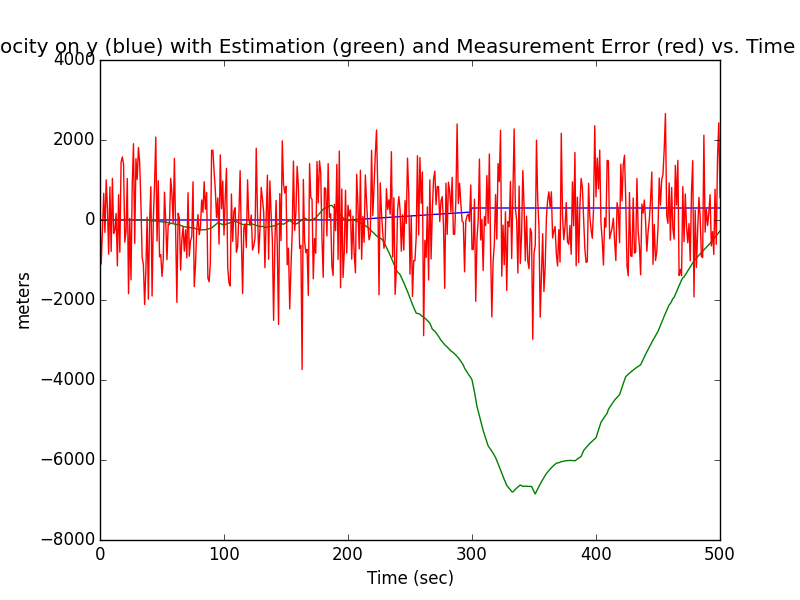 ocity on y (blue) with Estimation (green) and Measurement Error (red) vs. Time
4000
2000
0
−2000
−4000
−6000
−8000
meters
0 100 200 300 400 500
Time (sec)